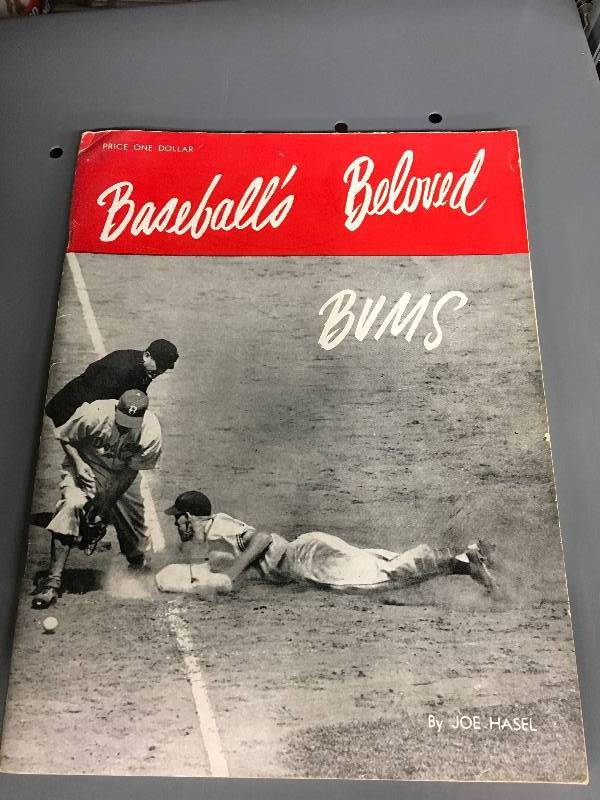 PRICE ONE DOLLAR
Baseball's Beloved
BUMS
B
By JOE HASEL